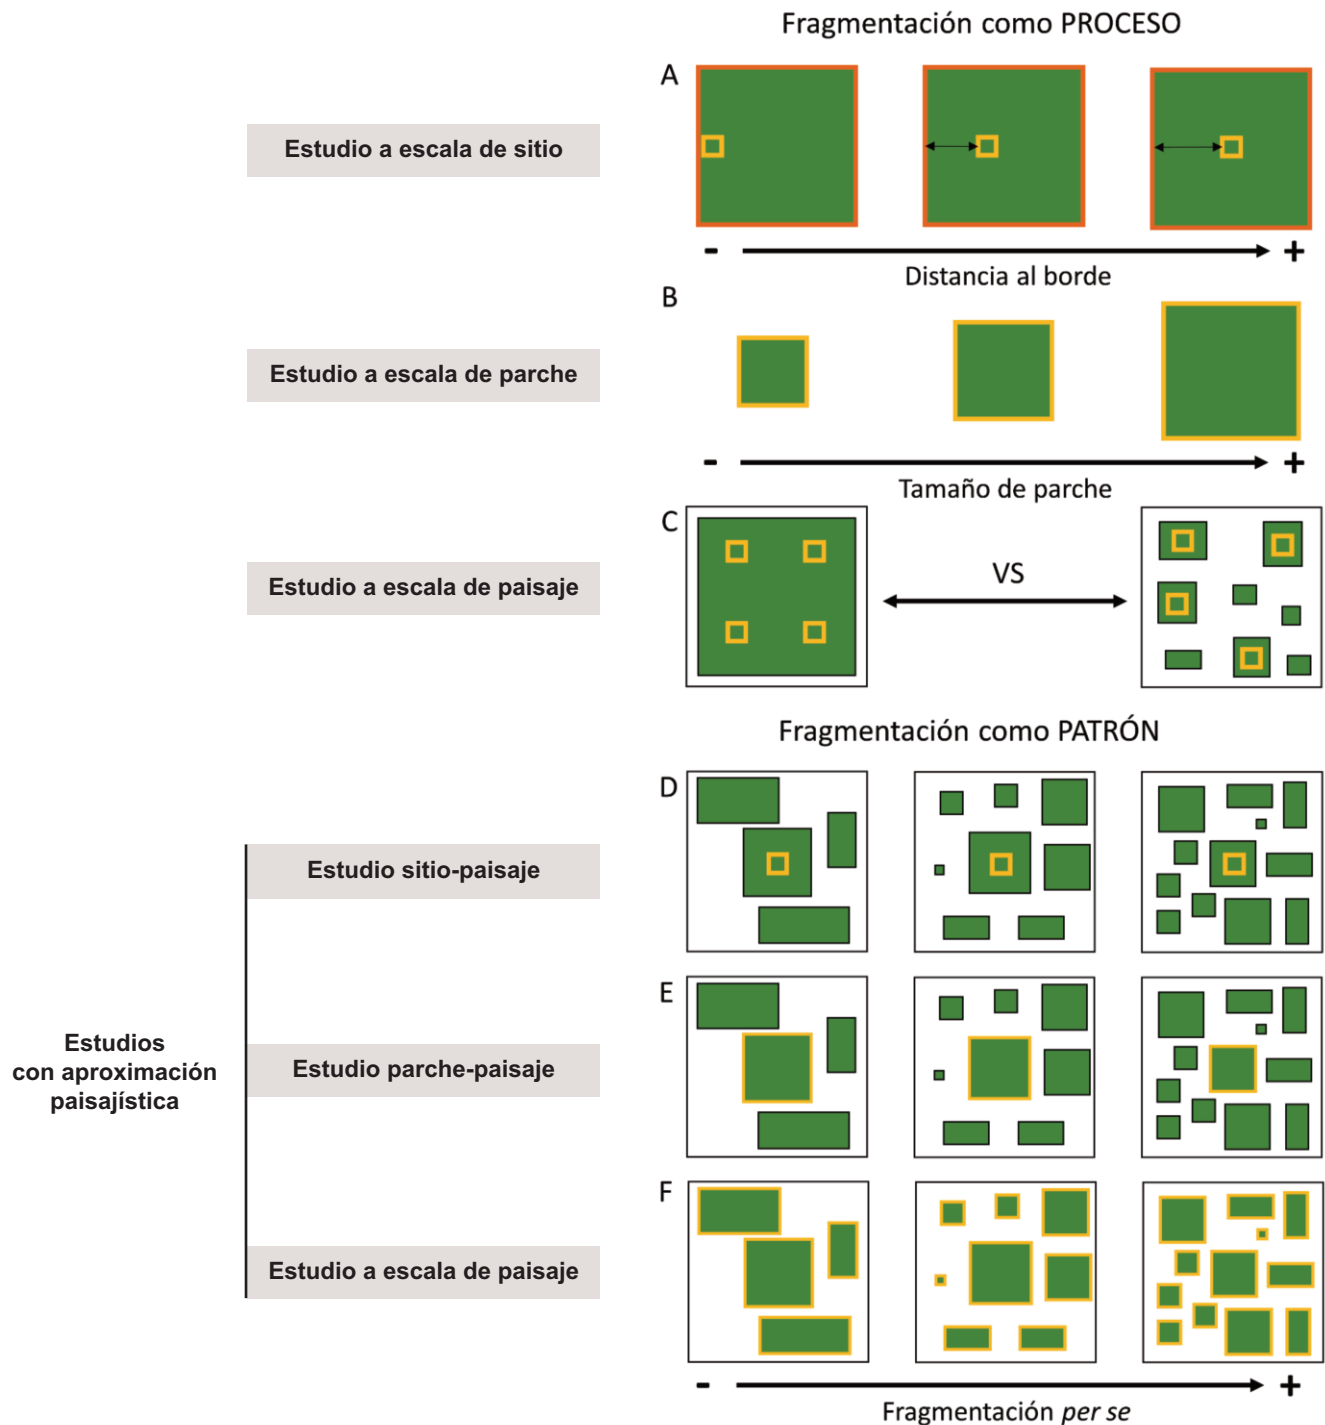 Fragmentación como PROCESO
A
Estudio a escala de sitio
- +
Distancia al borde
B
Estudio a escala de parche
- +
Tamaño de parche
C
Estudio a escala de paisaje
VS
Fragmentación como PATRÓN
D
Estudio sitio-paisaje
E
Estudios
con aproximación
paisajística
Estudio parche-paisaje
F
Estudio a escala de paisaje
- +
Fragmentación per se